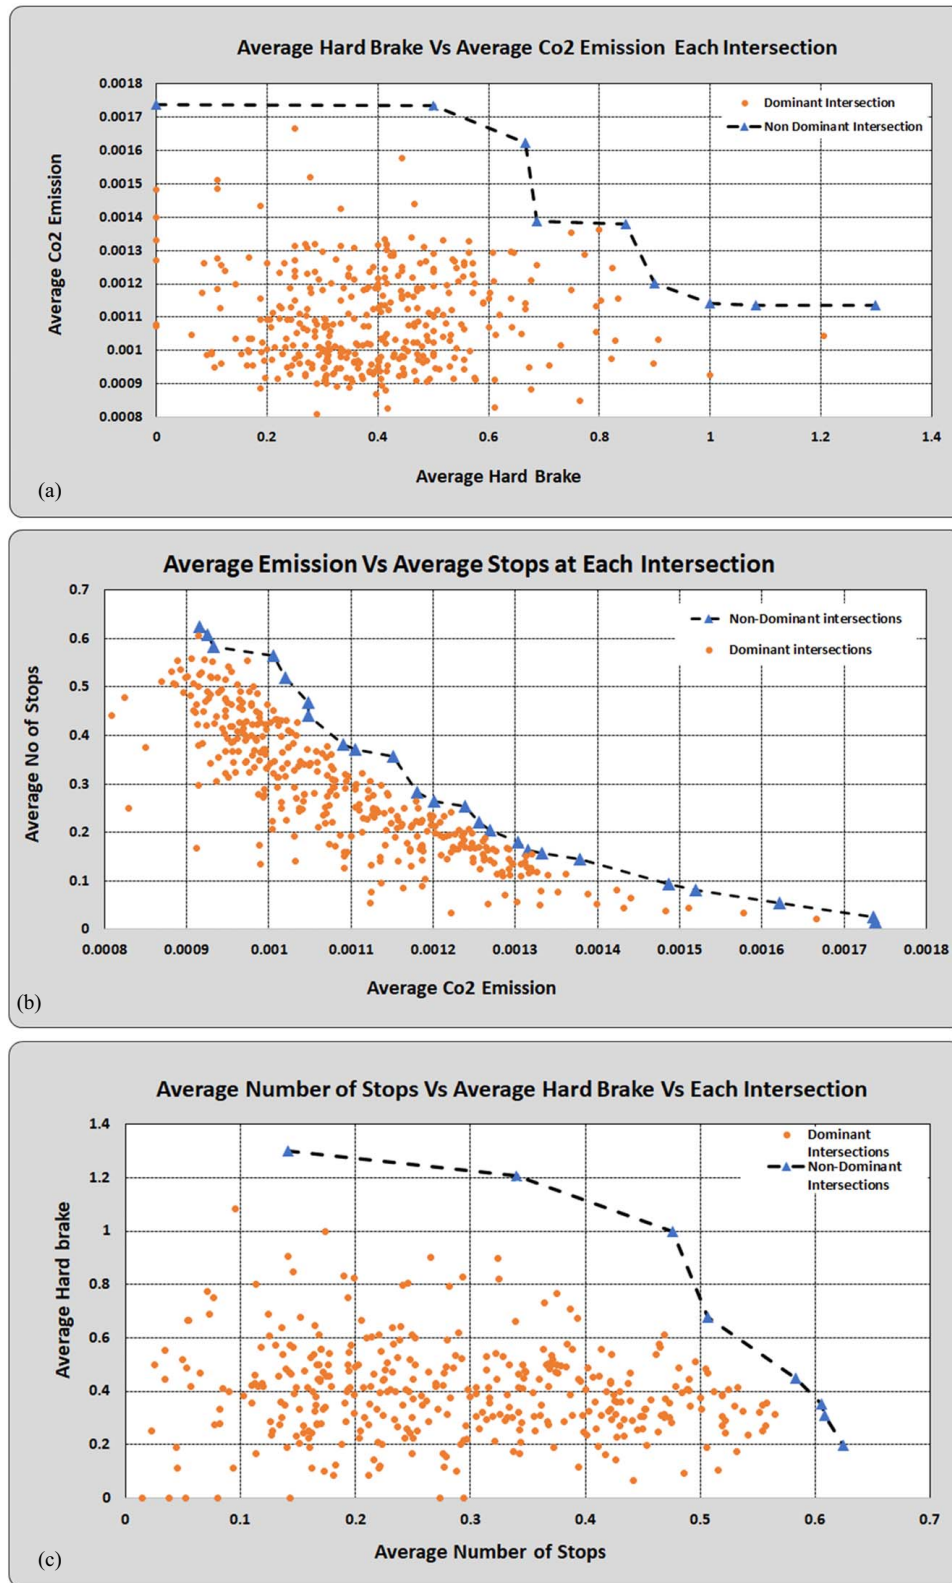 Average Hard Brake Vs Average Co2 Emission Each Intersection
0.0018
0.0017
0.0016
0.0015
0.0014
0.0013
0.0012
0.0011
0.001
0.0009
0.0008
Average Co2 Emission
Dominant Intersection
Non Dominant Intersection
0 0.2 0.4 0.6 0.8 1 1.2 1.4
Average Hard Brake
(a)
Average Emission Vs Average Stops at Each Intersection
0.7
0.6
0.5
0.4
0.3
0.2
0.1
0
Average No of Stops
Non-Dominant intersections
Dominant intersections
0.0008 0.0009 0.001 0.0011 0.0012 0.0013 0.0014 0.0015 0.0016 0.0017 0.0018
Average Co2 Emission
(b)
Average Number of Stops Vs Average Hard Brake Vs Each Intersection
1.4
1.2
1
0.8
0.6
0.4
0.2
0
Average Hard brake
Dominant
Intersections
Non-Dominant
Intersections
0 0.1 0.2 0.3 0.4 0.5 0.6 0.7
Average Number of Stops
(c)